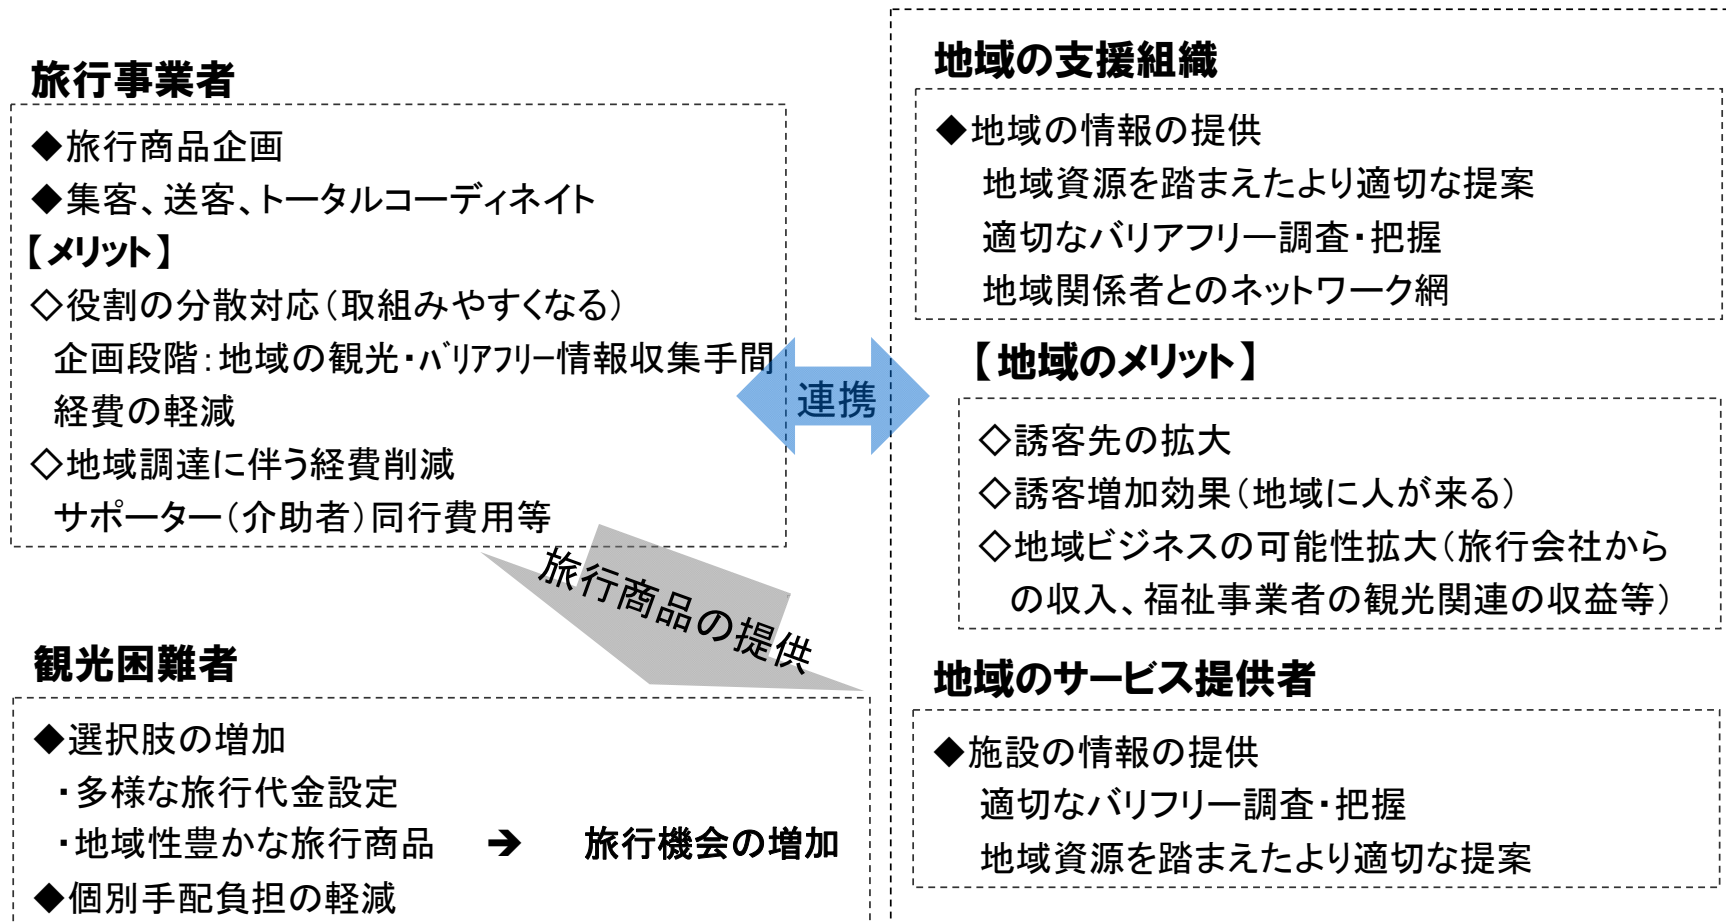 旅行事業者
◆旅行商品企画
◆集客、送客、トータルコーディネイト
【メリット】
◇役割の分散対応(取組みやすくなる)
企画段階:地域の観光・バリアフリー情報収集手間
経費の軽減
◇地域調達に伴う経費削減
サポーター(介助者)同行費用等
連携
旅行商品の提供
観光困難者
◆選択肢の増加
・多様な旅行代金設定
・地域性豊かな旅行商品 ➔ 旅行機会の増加
◆個別手配負担の軽減
地域の支援組織
◆地域の情報の提供
地域資源を踏まえたより適切な提案
適切なバリアフリー調査・把握
地域関係者とのネットワーク網
【地域のメリット】
◇誘客先の拡大
◇誘客増加効果(地域に人が来る)
◇地域ビジネスの可能性拡大(旅行会社から
の収入、福祉事業者の観光関連の収益等)
地域のサービス提供者
◆施設の情報の提供
適切なバリフリー調査・把握
地域資源を踏まえたより適切な提案